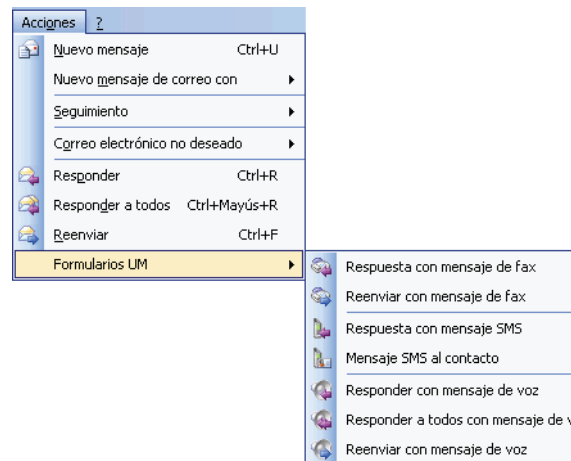 Acciones ?
Nuevo mensaje Ctrl+U
Nuevo mensaje de correo con
Seguimiento
Correo electrónico no deseado
Responder Ctrl+R
Responder a todos Ctrl+Mayús+R
Reenviar Ctrl+F
Formularios UM
Respuesta con mensaje de fax
Reenviar con mensaje de fax
Respuesta con mensaje SMS
Mensaje SMS al contacto
Responder con mensaje de voz
Responder a todos con mensaje de
Reenviar con mensaje de voz